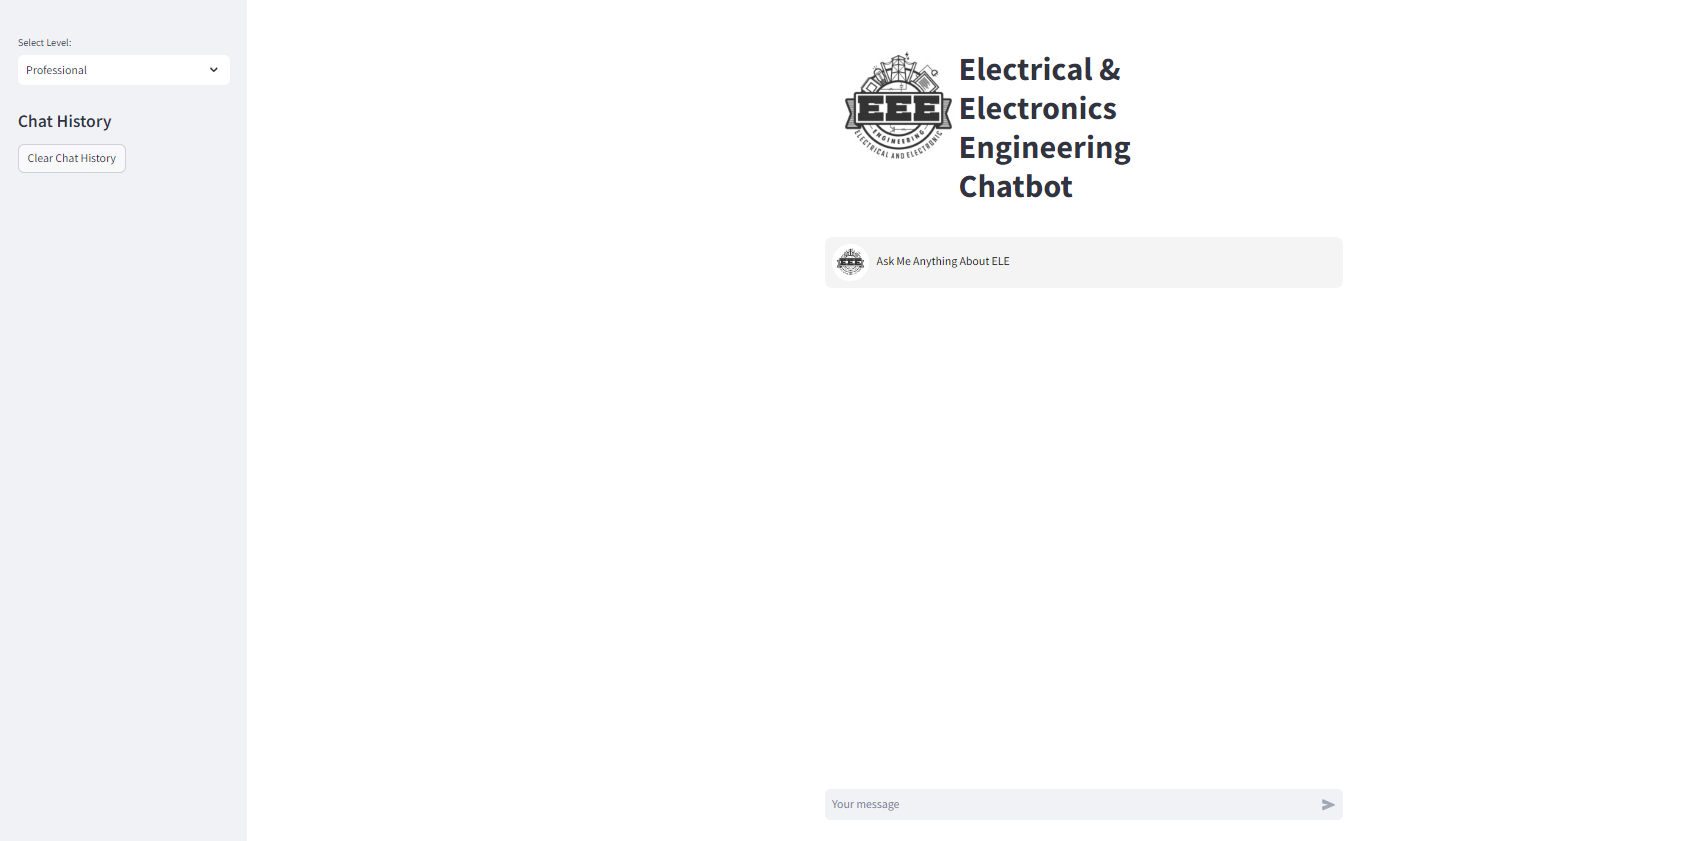 Select Level:
Professional
Chat History
Clear Chat History
EEE
ENGINEERING
ELECTRICAL AND ELECTRONIC
Electrical &
Electronics
Engineering
Chatbot
EEE
Ask Me Anything About ELE
Your message